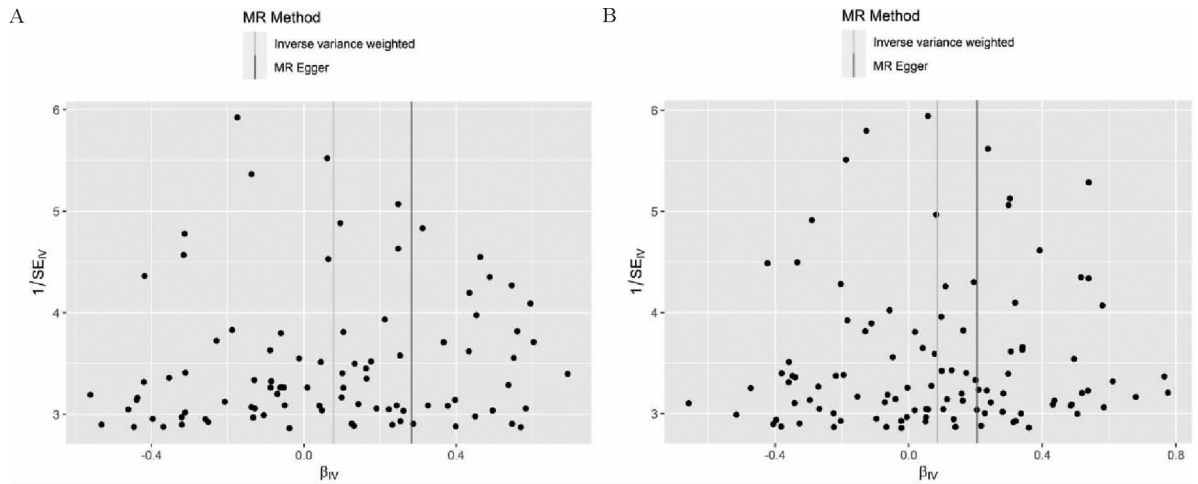 A
MR Method
Inverse variance weighted
MR Egger
6
5
4
3
1/SE_IV
-0.4
0.0
0.4
β_IV
B
MR Method
Inverse variance weighted
MR Egger
6
5
4
3
1/SE_IV
-0.4
0.0
0.4
0.8
β_IV